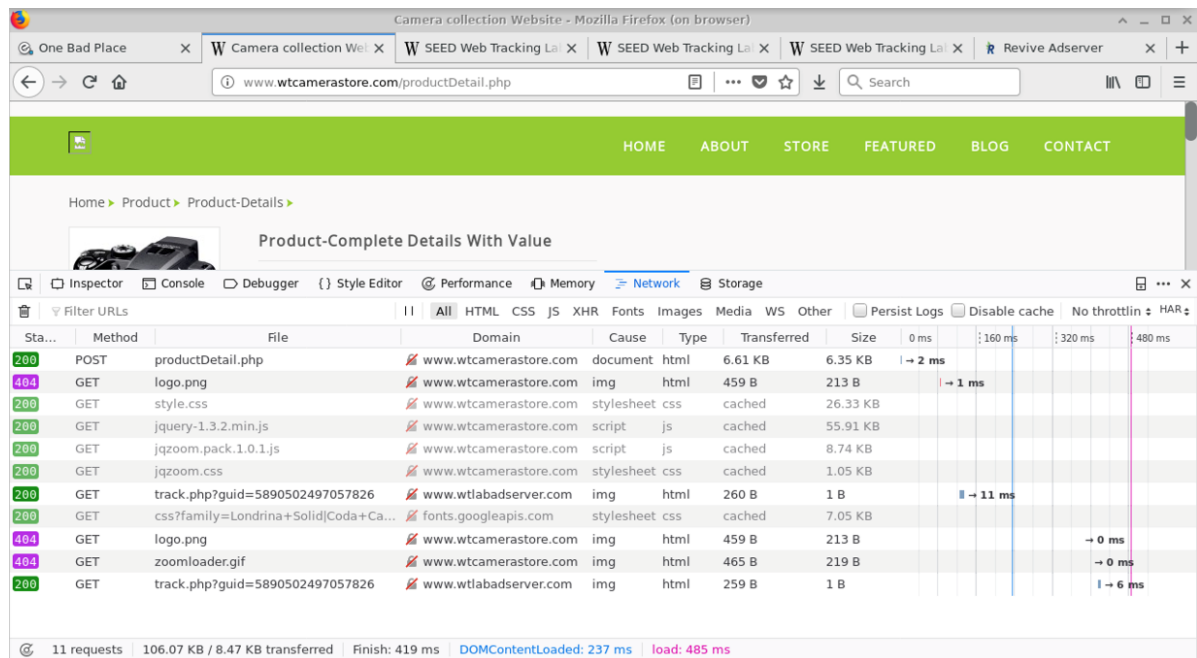 Camera collection Website - Mozilla Firefox (on browser)
One Bad Place
Camera collection Wel
SEED Web Tracking La
SEED Web Tracking La
SEED Web Tracking La
Revive Adserver
www.wtcamerastore.com/productDetail.php
Search
HOME ABOUT STORE FEATURED BLOG CONTACT
Home Product Product-Details
Product-Complete Details With Value
Inspector Console Debugger {} Style Editor Performance Memory Network Storage
Filter URLs All HTML CSS JS XHR Fonts Images Media WS Other Persist Logs Disable cache No throttlin HAR
Sta... Method File Domain Cause Type Transferred Size 0 ms 160 ms 320 ms 480 ms
200 POST productDetail.php www.wtcamerastore.com document html 6.61 KB 6.35 KB → 2 ms
404 GET logo.png www.wtcamerastore.com img html 459 B 213 B → 1 ms
200 GET style.css www.wtcamerastore.com stylesheet css cached 26.33 KB
200 GET jquery-1.3.2.min.js www.wtcamerastore.com script js cached 55.91 KB
200 GET jqzoom.pack.1.0.1.js www.wtcamerastore.com script js cached 8.74 KB
200 GET jqzoom.css www.wtcamerastore.com stylesheet css cached 1.05 KB
200 GET track.php?guid=5890502497057826 www.wtlabadserver.com img html 260 B 1 B → 11 ms
200 GET css?family=Londrina+Solid|Coda+Ca... fonts.googleapis.com stylesheet css cached 7.05 KB
404 GET logo.png www.wtcamerastore.com img html 459 B 213 B → 0 ms
404 GET zoomloader.gif www.wtcamerastore.com img html 465 B 219 B → 0 ms
200 GET track.php?guid=5890502497057826 www.wtlabadserver.com img html 259 B 1 B → 6 ms
11 requests 106.07 KB / 8.47 KB transferred Finish: 419 ms DOMContentLoaded: 237 ms load: 485 ms